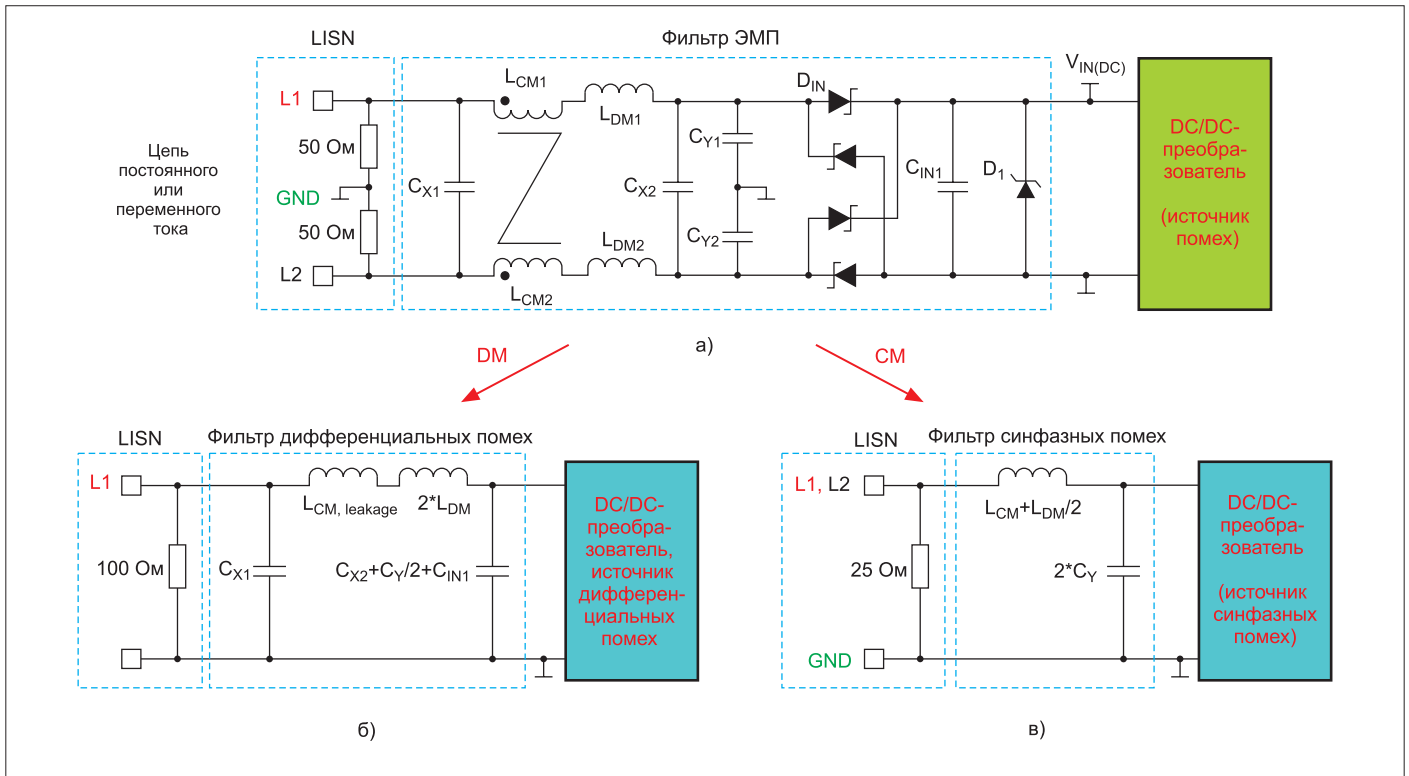 LISN
Фильтр ЭМП
Цепь
постоянного
или
переменного
тока
L1
50 Ом
GND
50 Ом
L2
C_X1
L_CM1
L_DM1
L_CM2
L_DM2
C_X2
C_Y1
C_Y2
D_IN
C_IN1
D_1
V_IN(DC)
DC/DC-
преобра-
зователь
(источник
помех)
а)
DM
CM
LISN
Фильтр дифференциальных помех
L1
100 Ом
C_X1
L_CM, leakage
2*L_DM
C_X2+C_Y/2+C_IN1
DC/DC-
преобра-
зователь,
источник
дифферен-
циальных
помех
б)
LISN
Фильтр синфазных помех
L1, L2
25 Ом
GND
L_CM+L_DM/2
2*C_Y
DC/DC-
преобра-
зователь
(источник
синфазных
помех)
в)